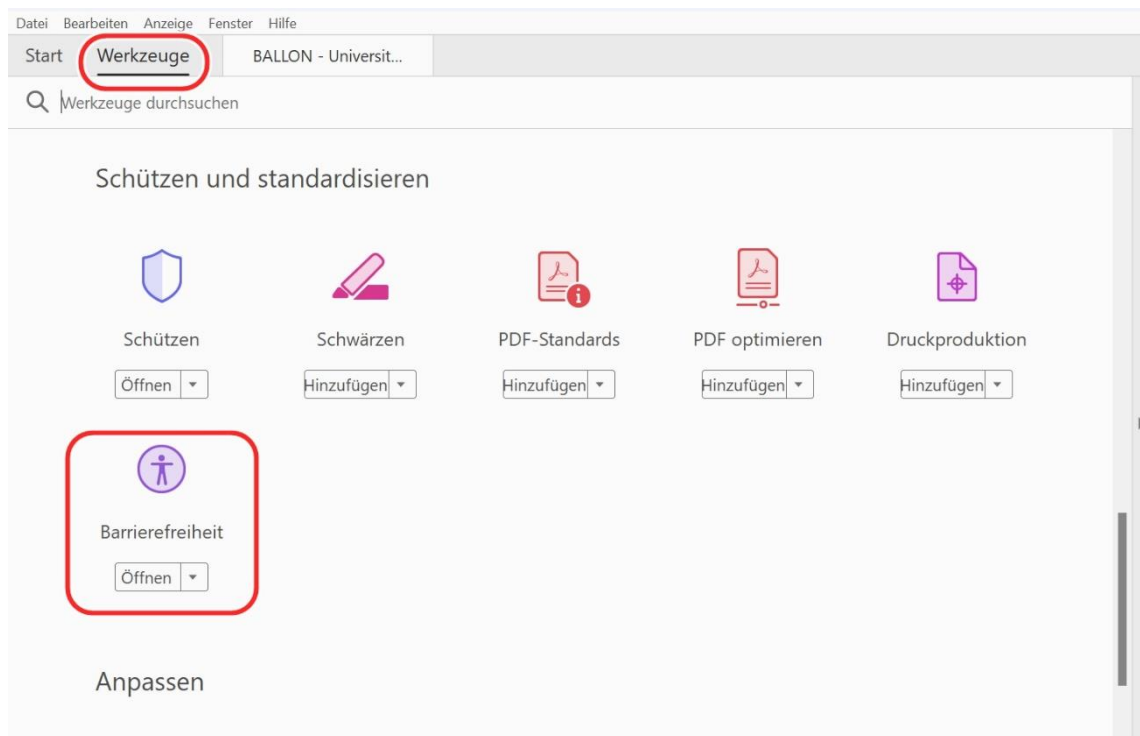 Datei Bearbeiten Anzeige Fenster Hilfe
Start Werkzeuge BALLON - Universit...
Werkzeuge durchsuchen
Schützen und standardisieren
Schützen Schwärzen PDF-Standards PDF optimieren Druckproduktion
Öffnen Hinzufügen Hinzufügen Hinzufügen Hinzufügen
Barrierefreiheit
Öffnen
Anpassen